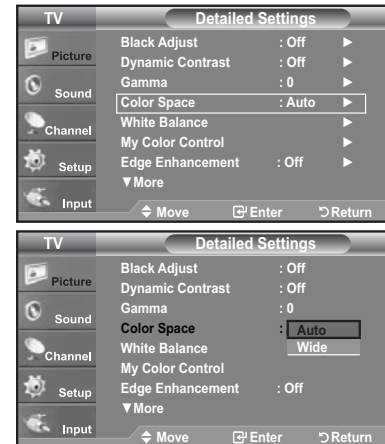 TV Detailed Settings
Picture
Sound
Channel
Setup
Input
Black Adjust : Off ►
Dynamic Contrast : Off ►
Gamma : 0 ►
Color Space : Auto ►
White Balance ►
My Color Control ►
Edge Enhancement : Off ►
▼More
Move Enter Return
TV Detailed Settings
Picture
Sound
Channel
Setup
Input
Black Adjust : Off
Dynamic Contrast : Off
Gamma : 0
Color Space : Auto
Wide
White Balance
My Color Control
Edge Enhancement : Off
▼More
Move Enter Return